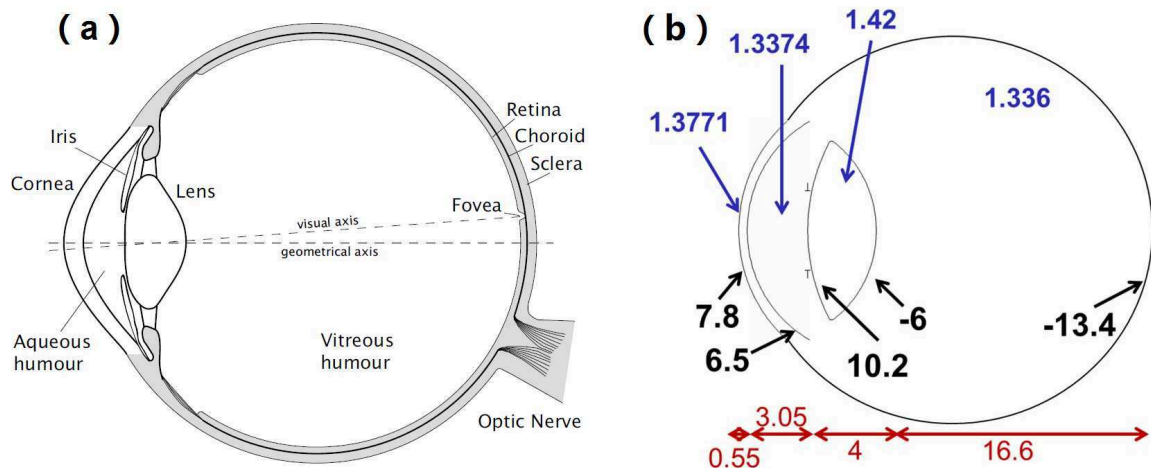 (a)
Iris
Cornea
Lens
Retina
Choroid
Sclera
Fovea
visual axis
geometrical axis
Aqueous
humour
Vitreous
humour
Optic Nerve
(b)
1.42
1.3374
1.336
1.3771
7.8
6.5
10.2
-6
-13.4
3.05
0.55
4
16.6